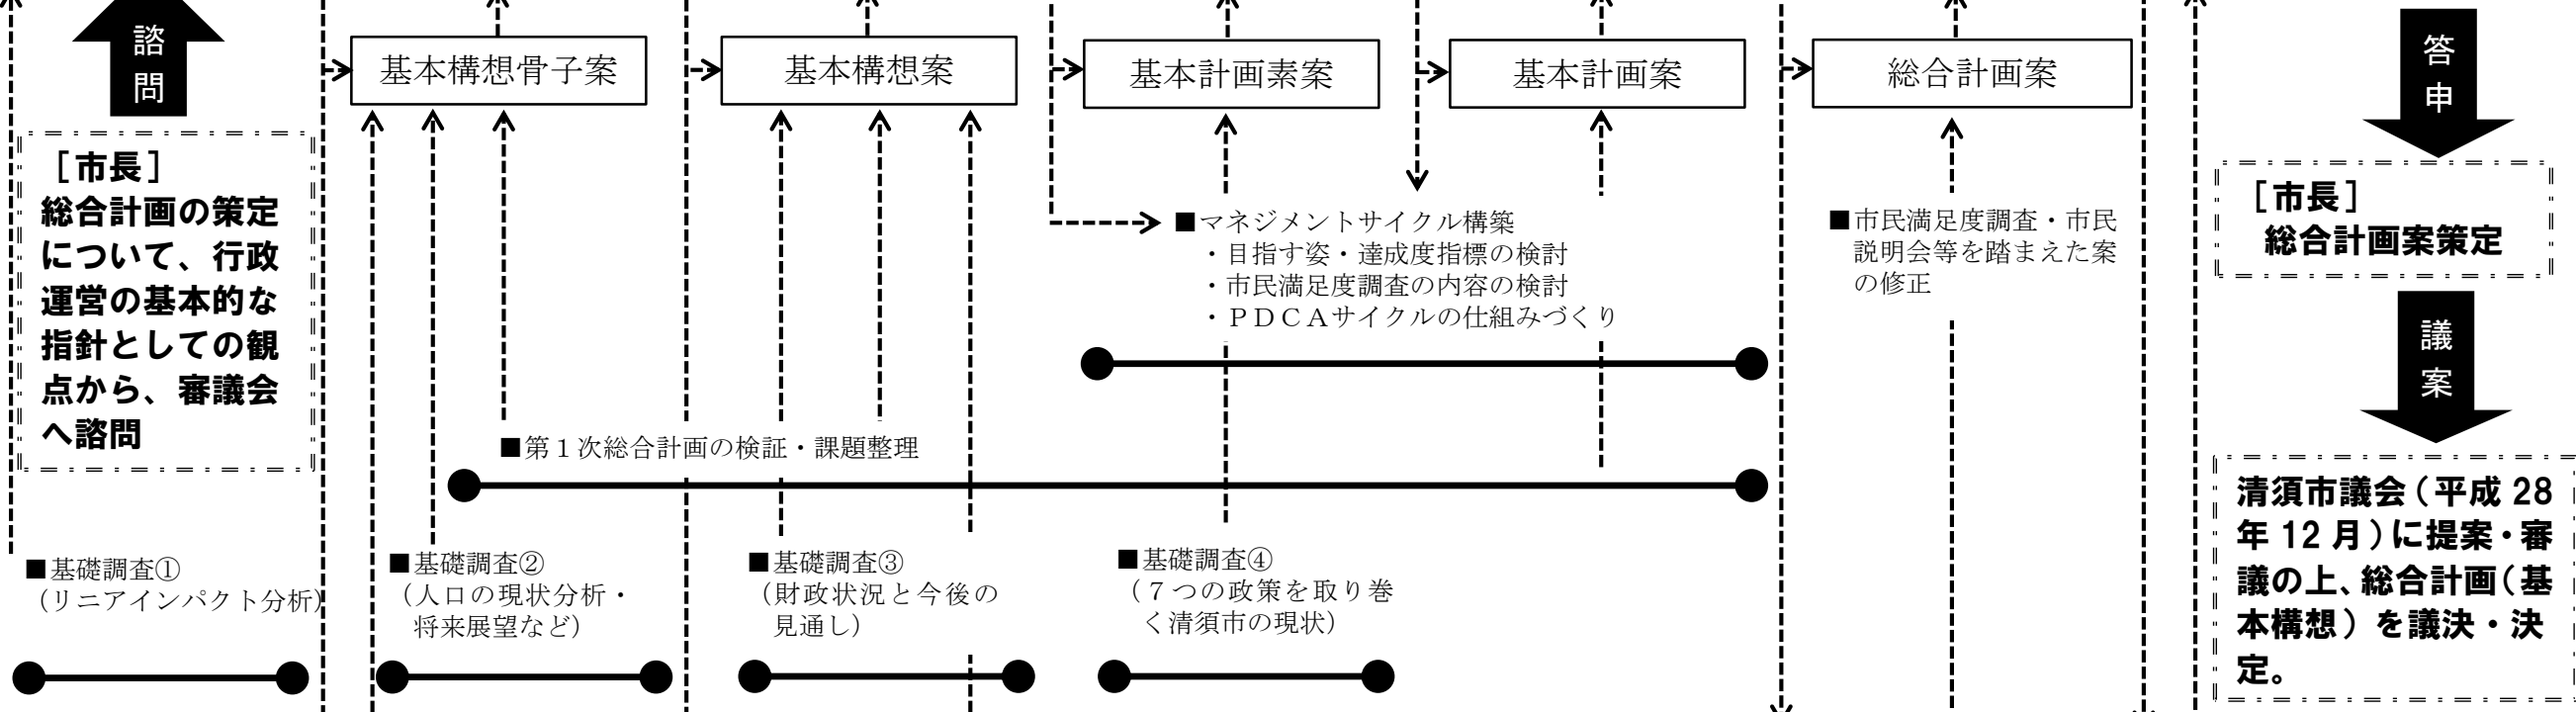 諮問
［市長］
総合計画の策定
について、行政
運営の基本的な
指針としての観
点から、審議会
へ諮問
■基礎調査①
（リニアインパクト分析）
基本構想骨子案
■第１次総合計画の検証・課題整理
■基礎調査②
（人口の現状分析・
将来展望など）
基本構想案
■基礎調査③
（財政状況と今後の
見通し）
基本計画素案
基本計画案
■マネジメントサイクル構築
・目指す姿・達成度指標の検討
・市民満足度調査の内容の検討
・ＰＤＣＡサイクルの仕組みづくり
■基礎調査④
（７つの政策を取り巻
く清須市の現状）
総合計画案
■市民満足度調査・市民
説明会等を踏まえた案
の修正
答申
［市長］
総合計画案策定
議案
清須市議会（平成 28
年 12 月）に提案・審
議の上、総合計画（基
本構想）を議決・決
定。